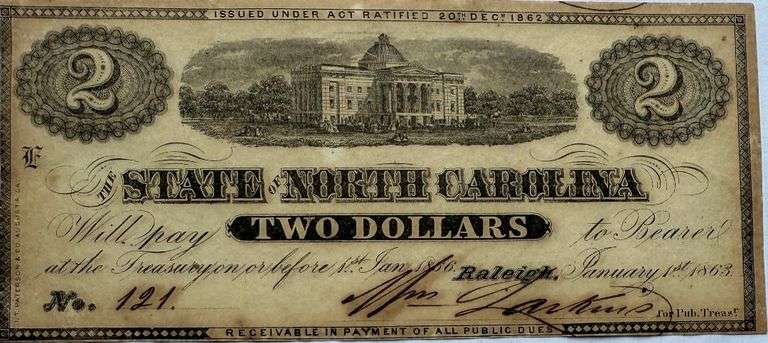 ISSUED UNDER ACT RATIFIED 20TH DECR 1862
2 2
E
THE STATE OF NORTH CAROLINA
Will pay TWO DOLLARS to Bearer
at the Treasury on or before 1st Jan. 1866. Raleigh, January 1st 1863.
No. 121. Larkins for Pub. Treasr
RECEIVABLE IN PAYMENT OF ALL PUBLIC DUES